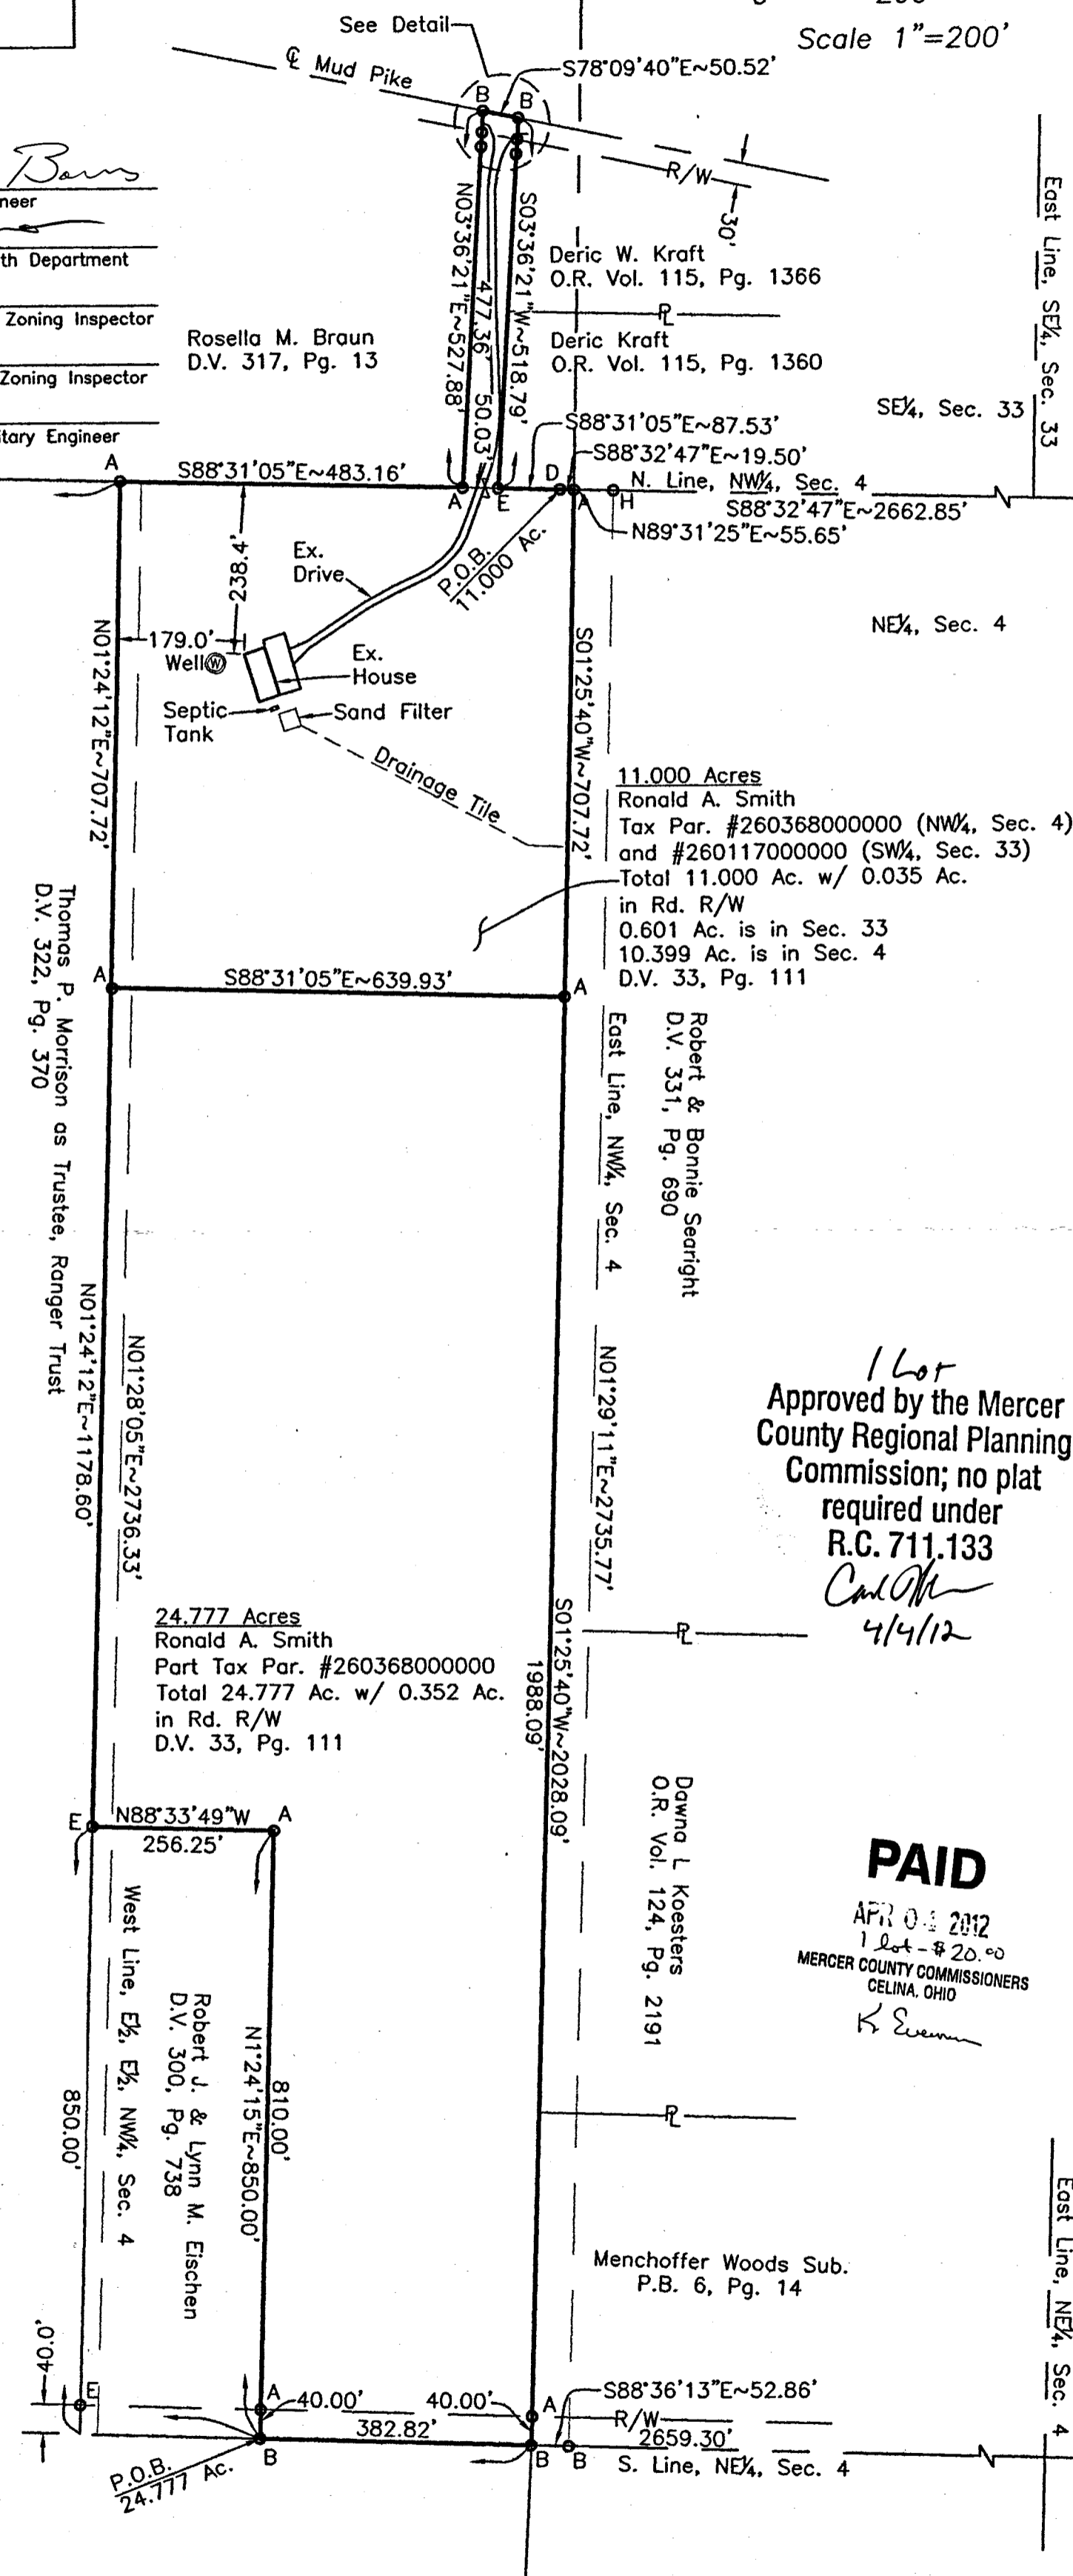 See Detail
Scale 1"=200'
℄ Mud Pike
S78°09'40"E~50.52'
B
B
R/W
30'
East Line, SE¼, Sec. 33
neer
th Department
Zoning Inspector
Zoning Inspector
itary Engineer
Rosella M. Braun
D.V. 317, Pg. 13
N03°36'21"E~527.88'
477.36'
50.03'
S03°36'21"W~518.79'
Deric W. Kraft
O.R. Vol. 115, Pg. 1366
PL
Deric Kraft
O.R. Vol. 115, Pg. 1360
SE¼, Sec. 33
S88°31'05"E~87.53'
S88°32'47"E~19.50'
A
S88°31'05"E~483.16'
A
E
D
A
H
N. Line, NW¼, Sec. 4
S88°32'47"E~2662.85'
N89°31'25"E~55.65'
P.O.B.
11.000 Ac.
238.4'
Ex.
Drive
179.0'
Well Ⓦ
Ex.
House
Septic
Tank
Sand Filter
Drainage Tile
N01°24'12"E~707.72'
S01°25'40"W~707.72'
NE¼, Sec. 4
11.000 Acres
Ronald A. Smith
Tax Par. #260368000000 (NW¼, Sec. 4)
and #260117000000 (SW¼, Sec. 33)
Total 11.000 Ac. w/ 0.035 Ac.
in Rd. R/W
0.601 Ac. is in Sec. 33
10.399 Ac. is in Sec. 4
D.V. 33, Pg. 111
A
S88°31'05"E~639.93'
A
Thomas P. Morrison as Trustee, Ranger Trust
D.V. 322, Pg. 370
East Line, NW¼, Sec. 4
Robert & Bonnie Searight
D.V. 331, Pg. 690
N01°24'12"E~1178.60'
N01°28'05"E~2736.33'
N01°29'11"E~2735.77'
1 Lot
Approved by the Mercer
County Regional Planning
Commission; no plat
required under
R.C. 711.133
4/4/12
24.777 Acres
Ronald A. Smith
Part Tax Par. #260368000000
Total 24.777 Ac. w/ 0.352 Ac.
in Rd. R/W
D.V. 33, Pg. 111
S01°25'40"W~2028.09'
1988.09'
PL
Dawna L Koesters
O.R. Vol. 124, Pg. 2191
E
N88°33'49"W
256.25'
A
PAID
APR 04 2012
1 lot - $20.00
MERCER COUNTY COMMISSIONERS
CELINA, OHIO
West Line, E½, E½, NW¼, Sec. 4
Robert J. & Lynn M. Eischen
D.V. 300, Pg. 738
N1°24'15"E~850.00'
810.00'
850.00'
PL
Menchoffer Woods Sub.
P.B. 6, Pg. 14
East Line, NE¼, Sec. 4
40.0'
E
A
40.00'
40.00'
A
S88°36'13"E~52.86'
R/W
382.82'
2659.30'
B
B
B
S. Line, NE¼, Sec. 4
P.O.B.
24.777 Ac.